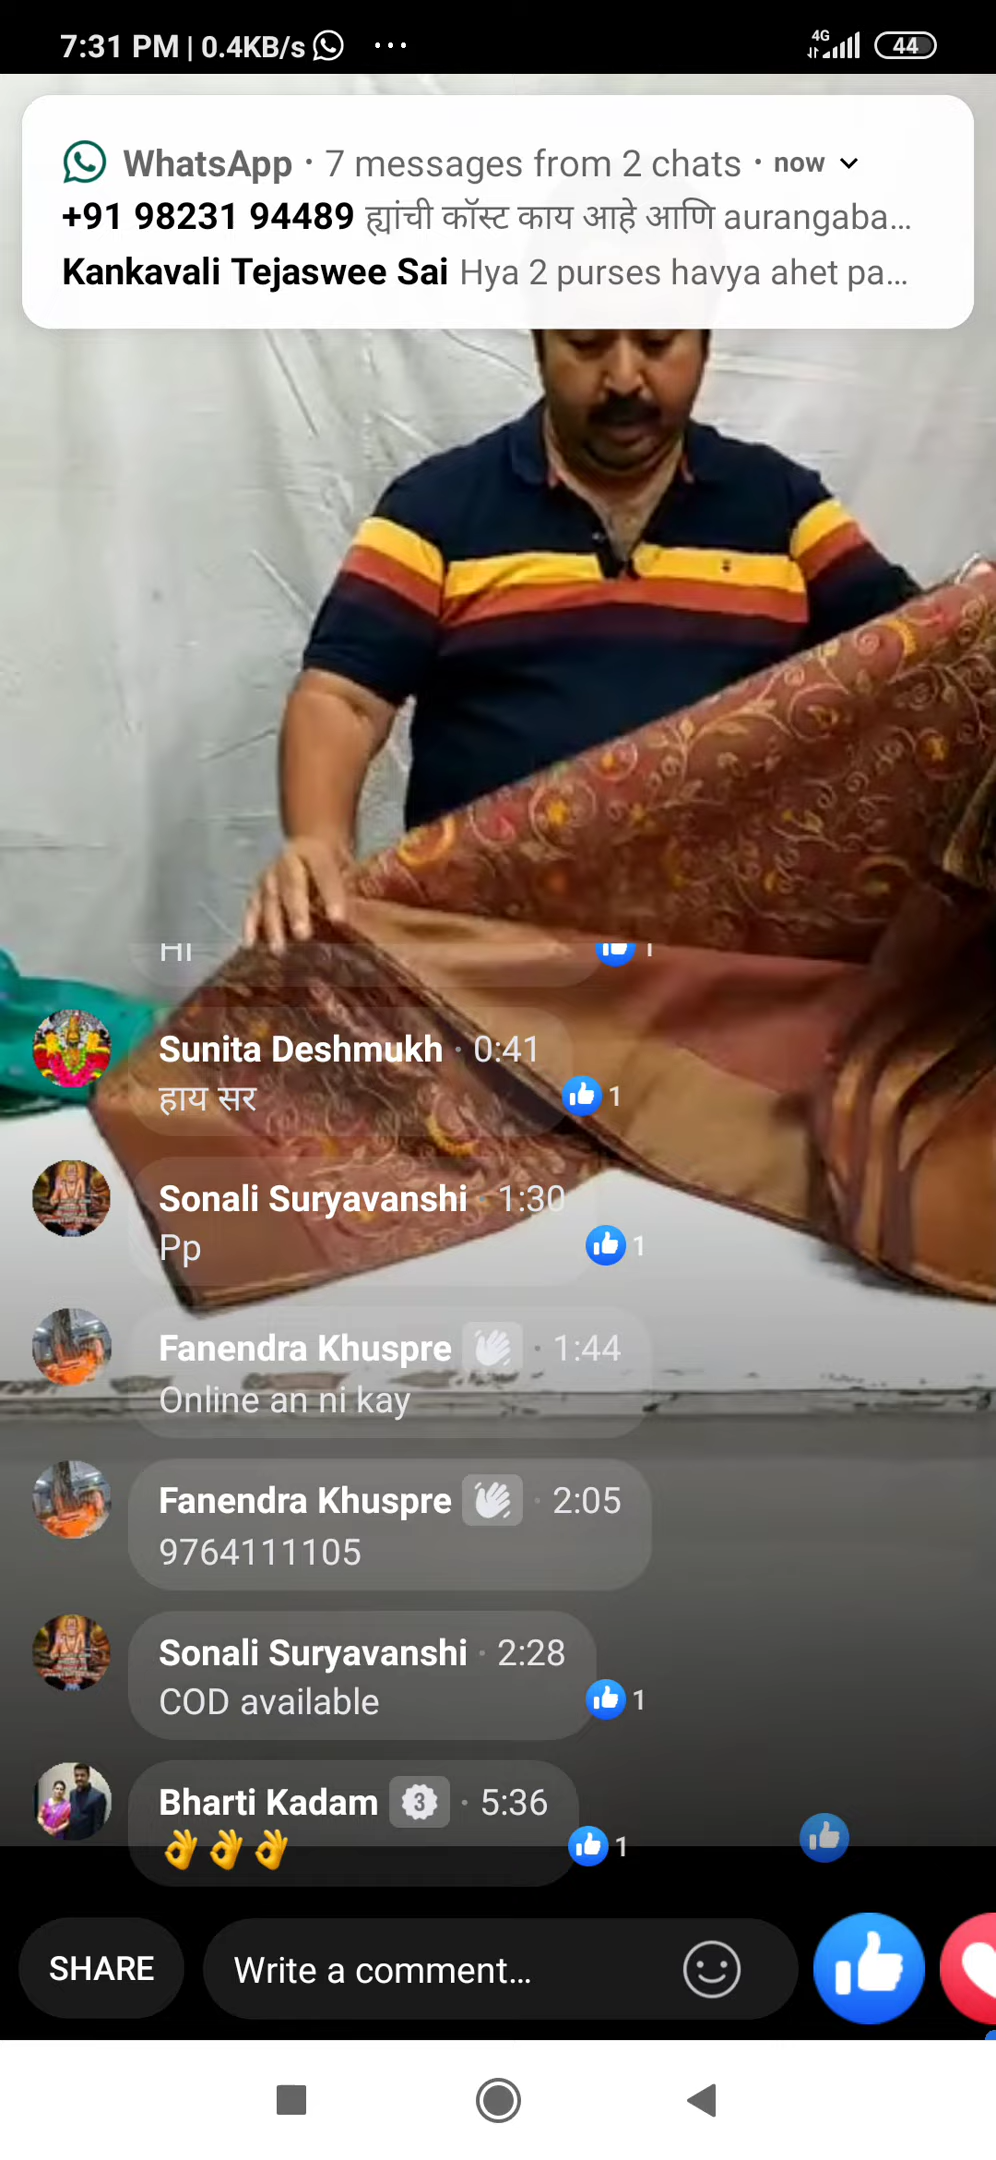 7:31 PM | 0.4KB/s ...
4G 44
WhatsApp · 7 messages from 2 chats · now
+91 98231 94489 ह्यांची कॉस्ट काय आहे आणि aurangaba...
Kankavali Tejaswee Sai Hya 2 purses havya ahet pa...
Hi
1
Sunita Deshmukh · 0:41
हाय सर
1
Sonali Suryavanshi · 1:30
Pp
1
Fanendra Khuspre · 1:44
Online an ni kay
Fanendra Khuspre · 2:05
9764111105
Sonali Suryavanshi · 2:28
COD available
1
Bharti Kadam 3 · 5:36
👌👌👌
1
SHARE
Write a comment...